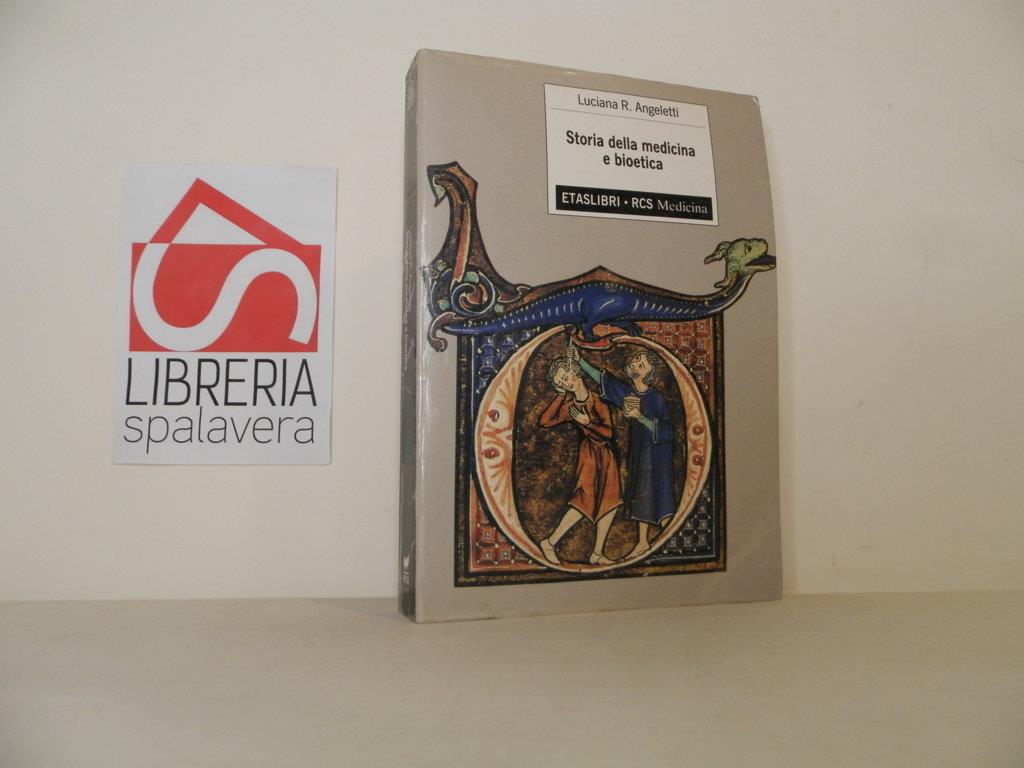 LIBRERIA
spalavera
Luciana R. Angeletti
Storia della medicina
e bioetica
ETASLIBRI • RCS Medicina